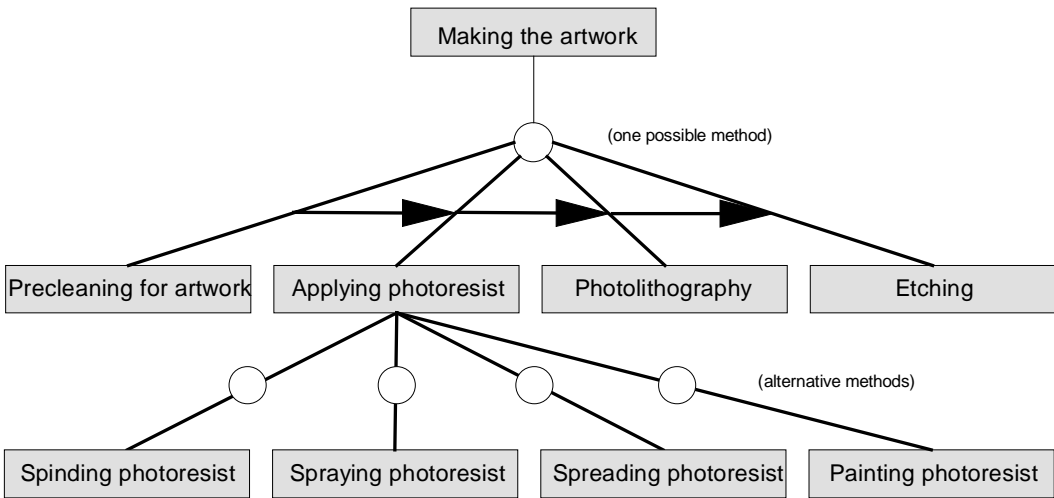 Making the artwork
(one possible method)
Precleaning for artwork
Applying photoresist
Photolithography
Etching
(alternative methods)
Spinding photoresist
Spraying photoresist
Spreading photoresist
Painting photoresist